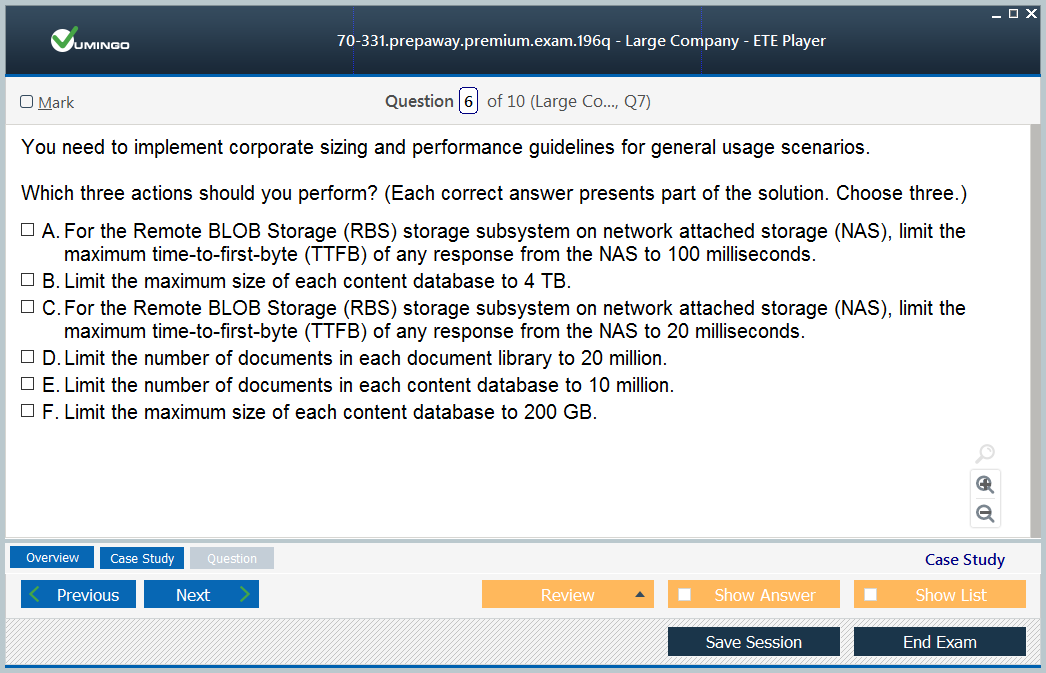 VUMINGO
70-331.prepaway.premium.exam.196q - Large Company - ETE Player
Mark
Question 6 of 10 (Large Co..., Q7)
You need to implement corporate sizing and performance guidelines for general usage scenarios.
Which three actions should you perform? (Each correct answer presents part of the solution. Choose three.)
A. For the Remote BLOB Storage (RBS) storage subsystem on network attached storage (NAS), limit the
maximum time-to-first-byte (TTFB) of any response from the NAS to 100 milliseconds.
B. Limit the maximum size of each content database to 4 TB.
C. For the Remote BLOB Storage (RBS) storage subsystem on network attached storage (NAS), limit the
maximum time-to-first-byte (TTFB) of any response from the NAS to 20 milliseconds.
D. Limit the number of documents in each document library to 20 million.
E. Limit the number of documents in each content database to 10 million.
F. Limit the maximum size of each content database to 200 GB.
Overview Case Study Question Case Study
Previous Next Review Show Answer Show List
Save Session End Exam